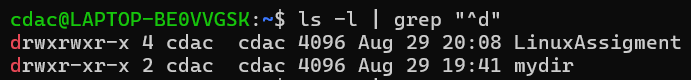 cdac@LAPTOP-BE0VVGSK:~$ ls -l | grep "^d"
drwxrwxr-x 4 cdac  cdac 4096 Aug 29 20:08 LinuxAssigment
drwxr-xr-x 2 cdac  cdac 4096 Aug 29 19:41 mydir